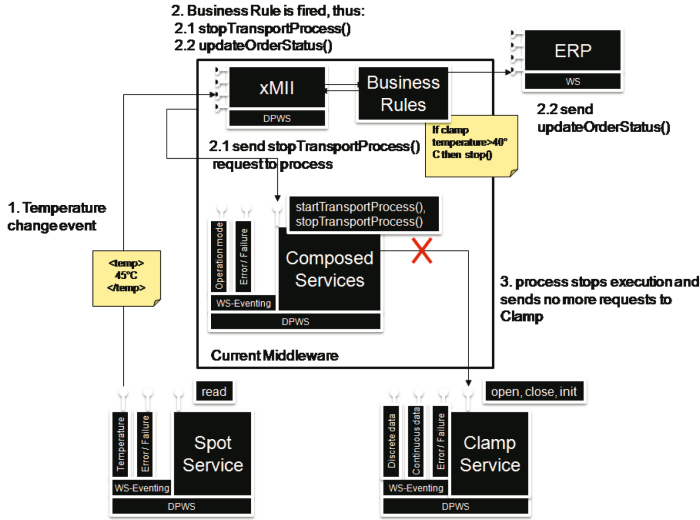 2. Business Rule is fired, thus:
2.1 stopTransportProcess()
2.2 updateOrderStatus()
xMII
DPWS
Business
Rules
ERP
WS
2.2 send
updateOrderStatus()
If clamp
temperature>40°
C then stop()
2.1 send stopTransportProcess()
request to process
1. Temperature
change event
<temp>
45°C
</temp>
startTransportProcess(),
stopTransportProcess()
Operation mode
Error / Failure
Composed
Services
WS-Eventing
DPWS
3. process stops execution and
sends no more requests to
Clamp
Current Middleware
read
Temperature
Error / Failure
Spot
Service
WS-Eventing
DPWS
open, close, init
Discrete data
Continuous data
Error / Failure
Clamp
Service
WS-Eventing
DPWS